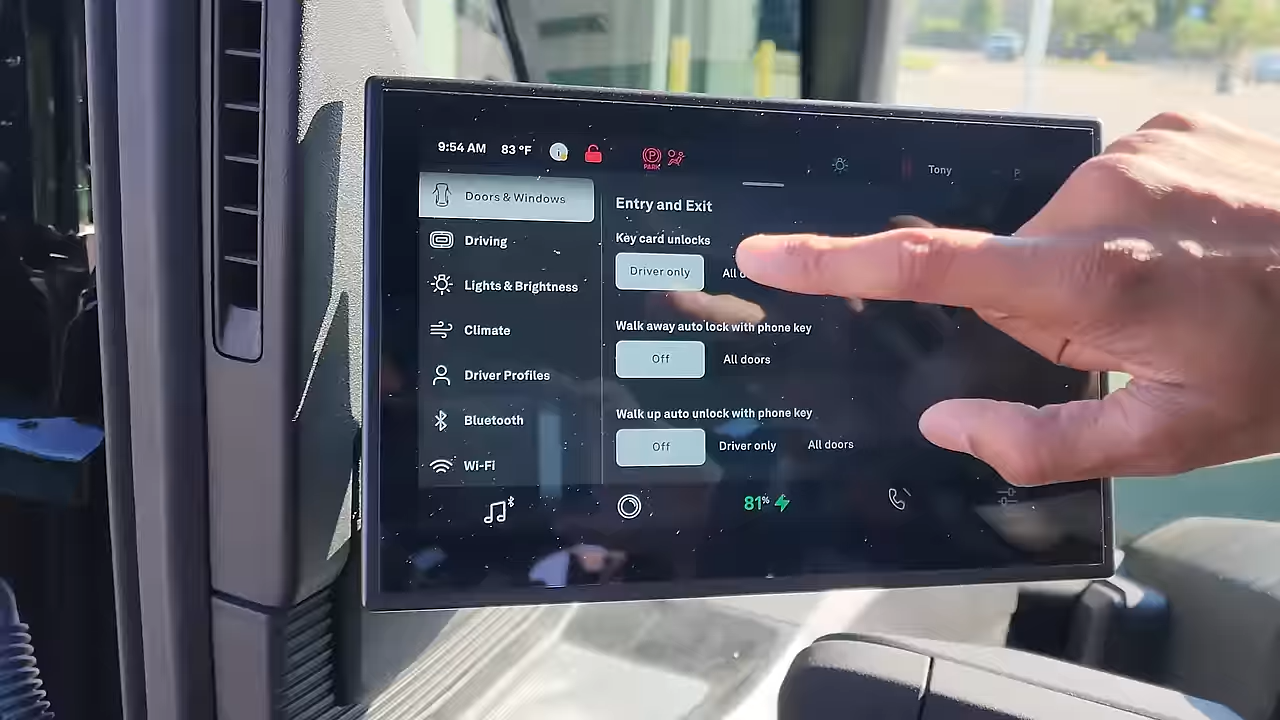 9:54 AM 83 °F
PARK
Tony P
Doors & Windows
Driving
Lights & Brightness
Climate
Driver Profiles
Bluetooth
Wi-Fi
Entry and Exit
Key card unlocks
Driver only All
Walk away auto lock with phone key
Off All doors
Walk up auto unlock with phone key
Off Driver only All doors
81%